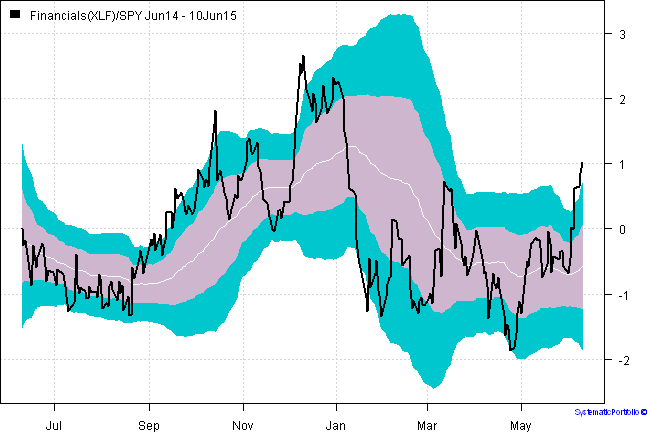 Financials(XLF)/SPY Jun14 - 10Jun15
3
2
1
0
-1
-2
Jul Sep Nov Jan Mar May
SystematicPortfolio ©